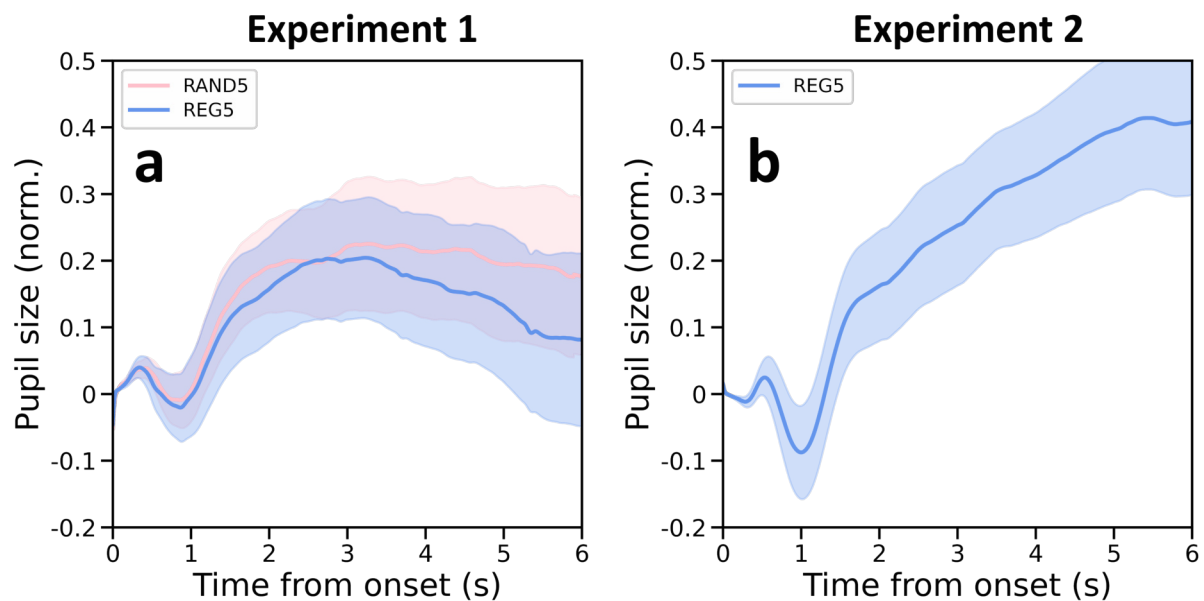 Experiment 1
0.5
0.4
0.3
0.2
0.1
0
-0.1
-0.2
Pupil size (norm.)
RAND5
REG5
a
0 1 2 3 4 5 6
Time from onset (s)
Experiment 2
0.5
0.4
0.3
0.2
0.1
0
-0.1
-0.2
Pupil size (norm.)
REG5
b
0 1 2 3 4 5 6
Time from onset (s)